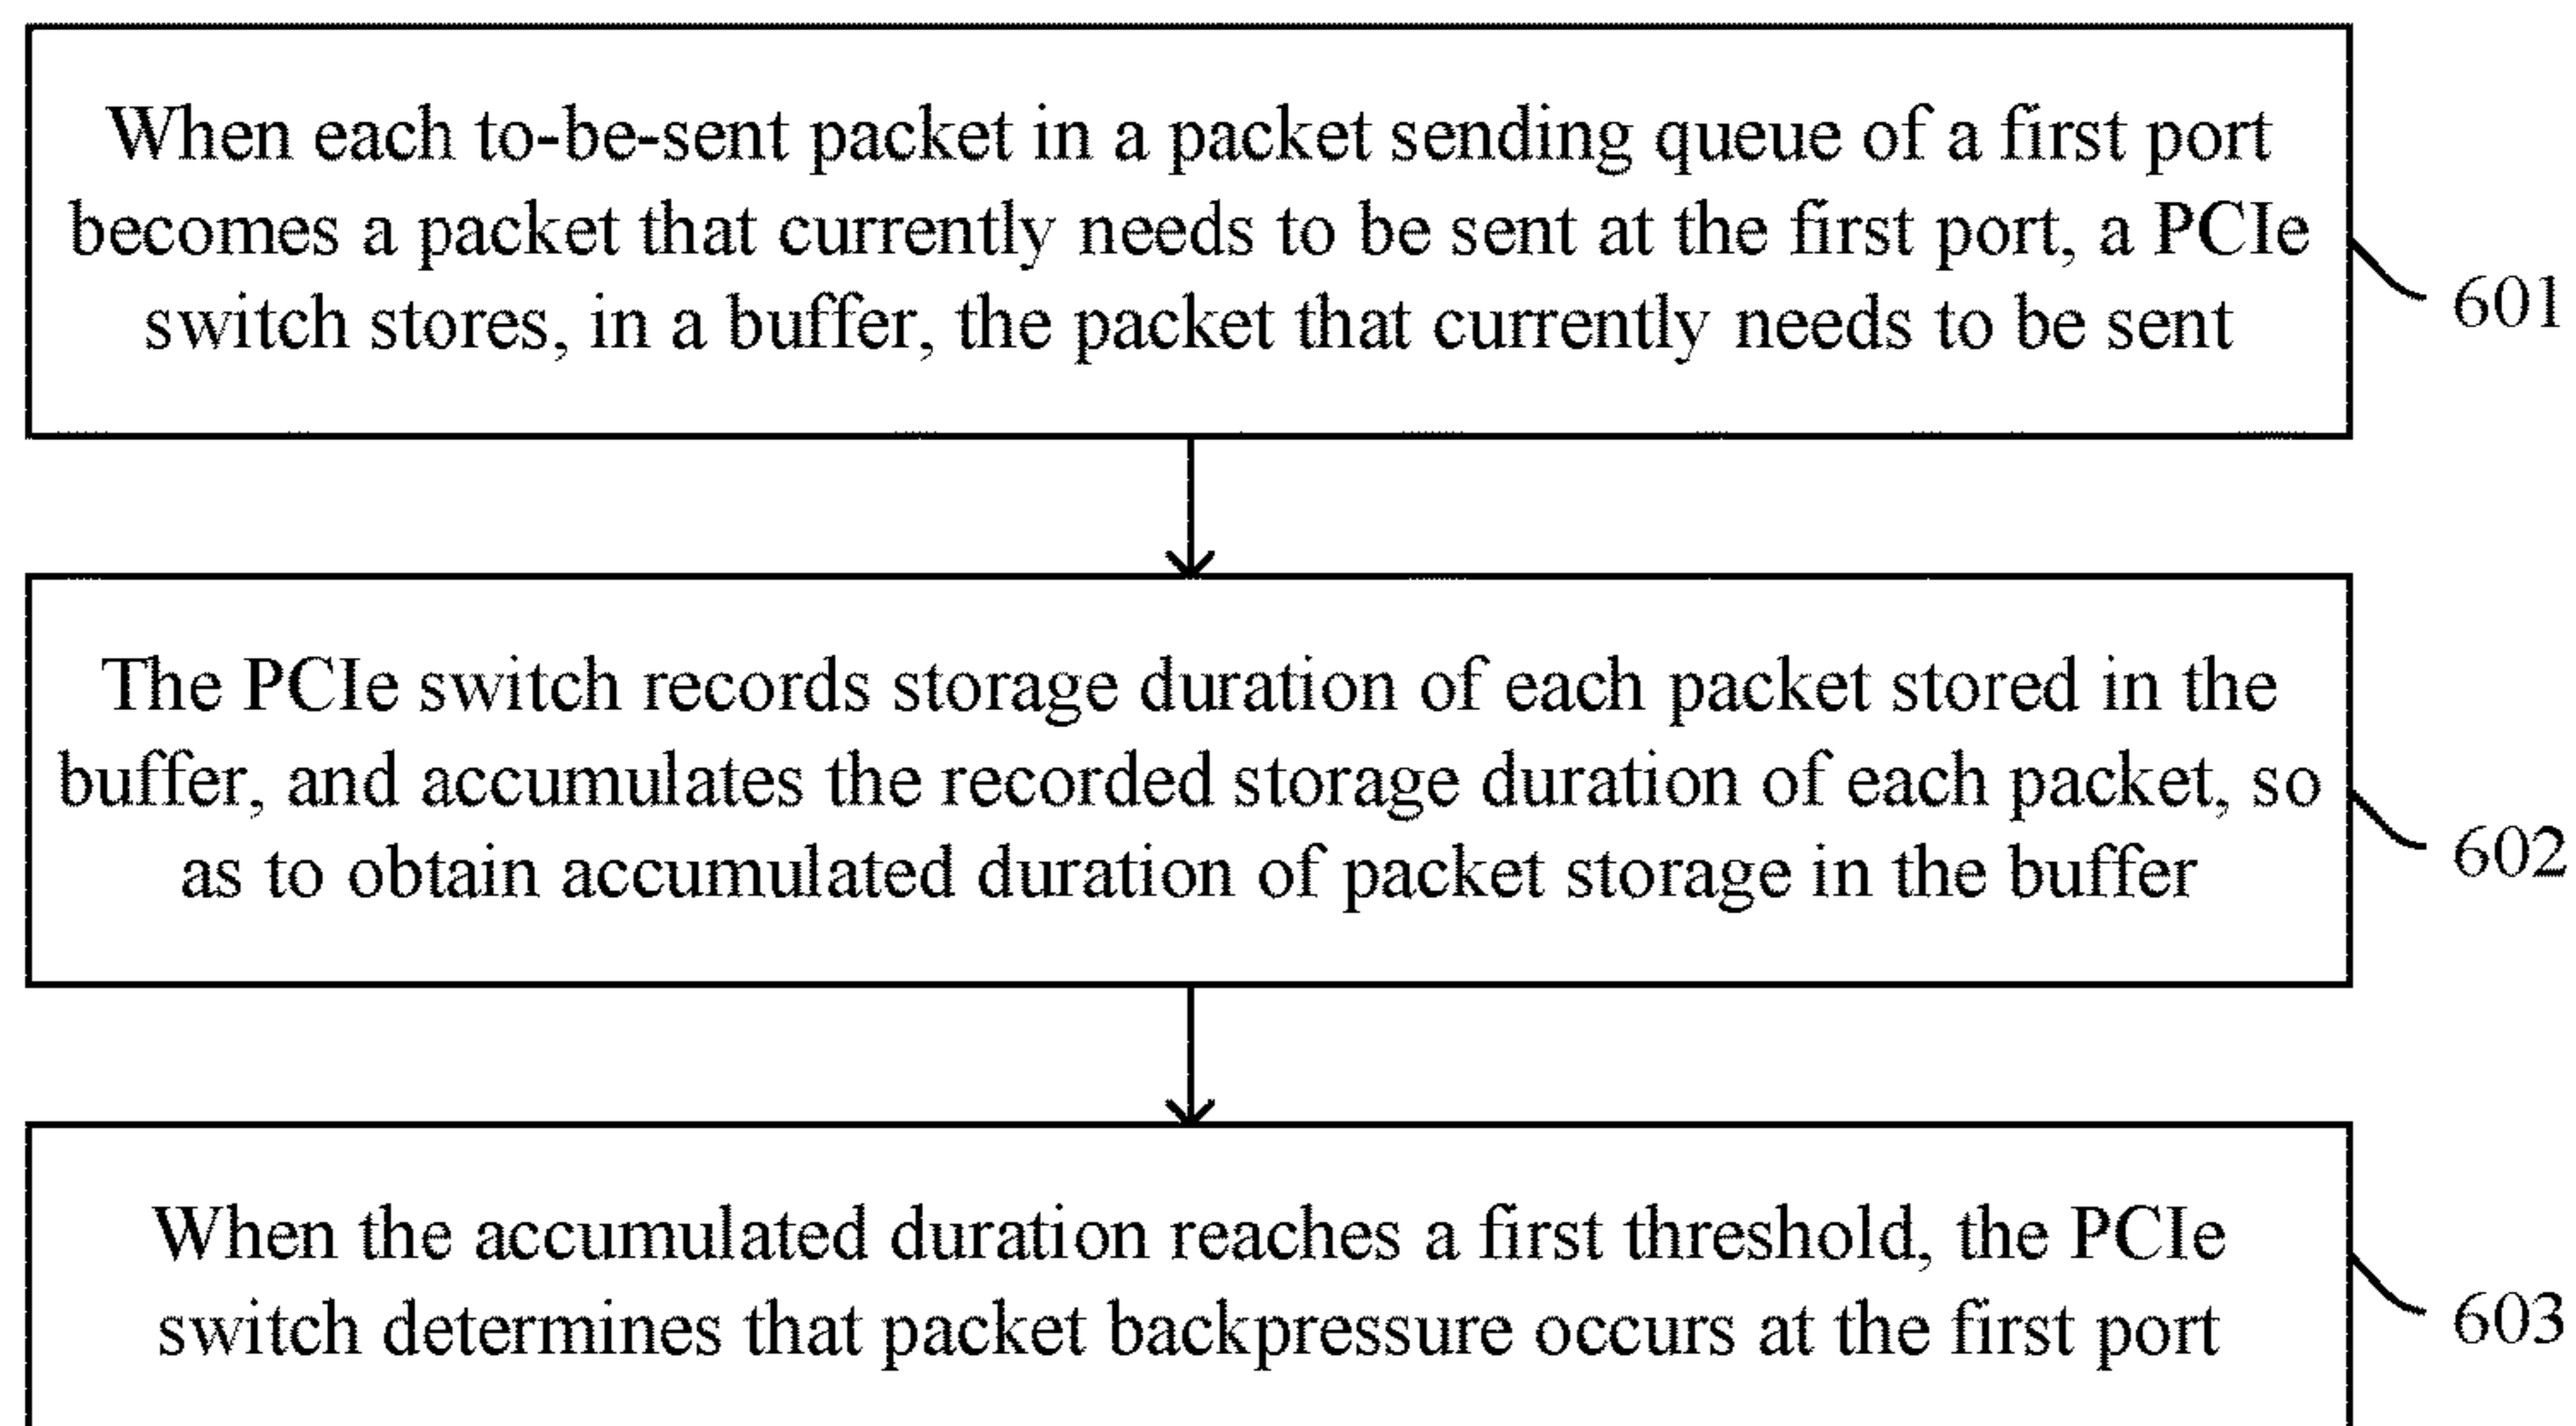 When each to-be-sent packet in a packet sending queue of a first port
becomes a packet that currently needs to be sent at the first port, a PCIe
switch stores, in a buffer, the packet that currently needs to be sent
601
The PCIe switch records storage duration of each packet stored in the
buffer, and accumulates the recorded storage duration of each packet, so
as to obtain accumulated duration of packet storage in the buffer
602
When the accumulated duration reaches a first threshold, the PCIe
switch determines that packet backpressure occurs at the first port
603